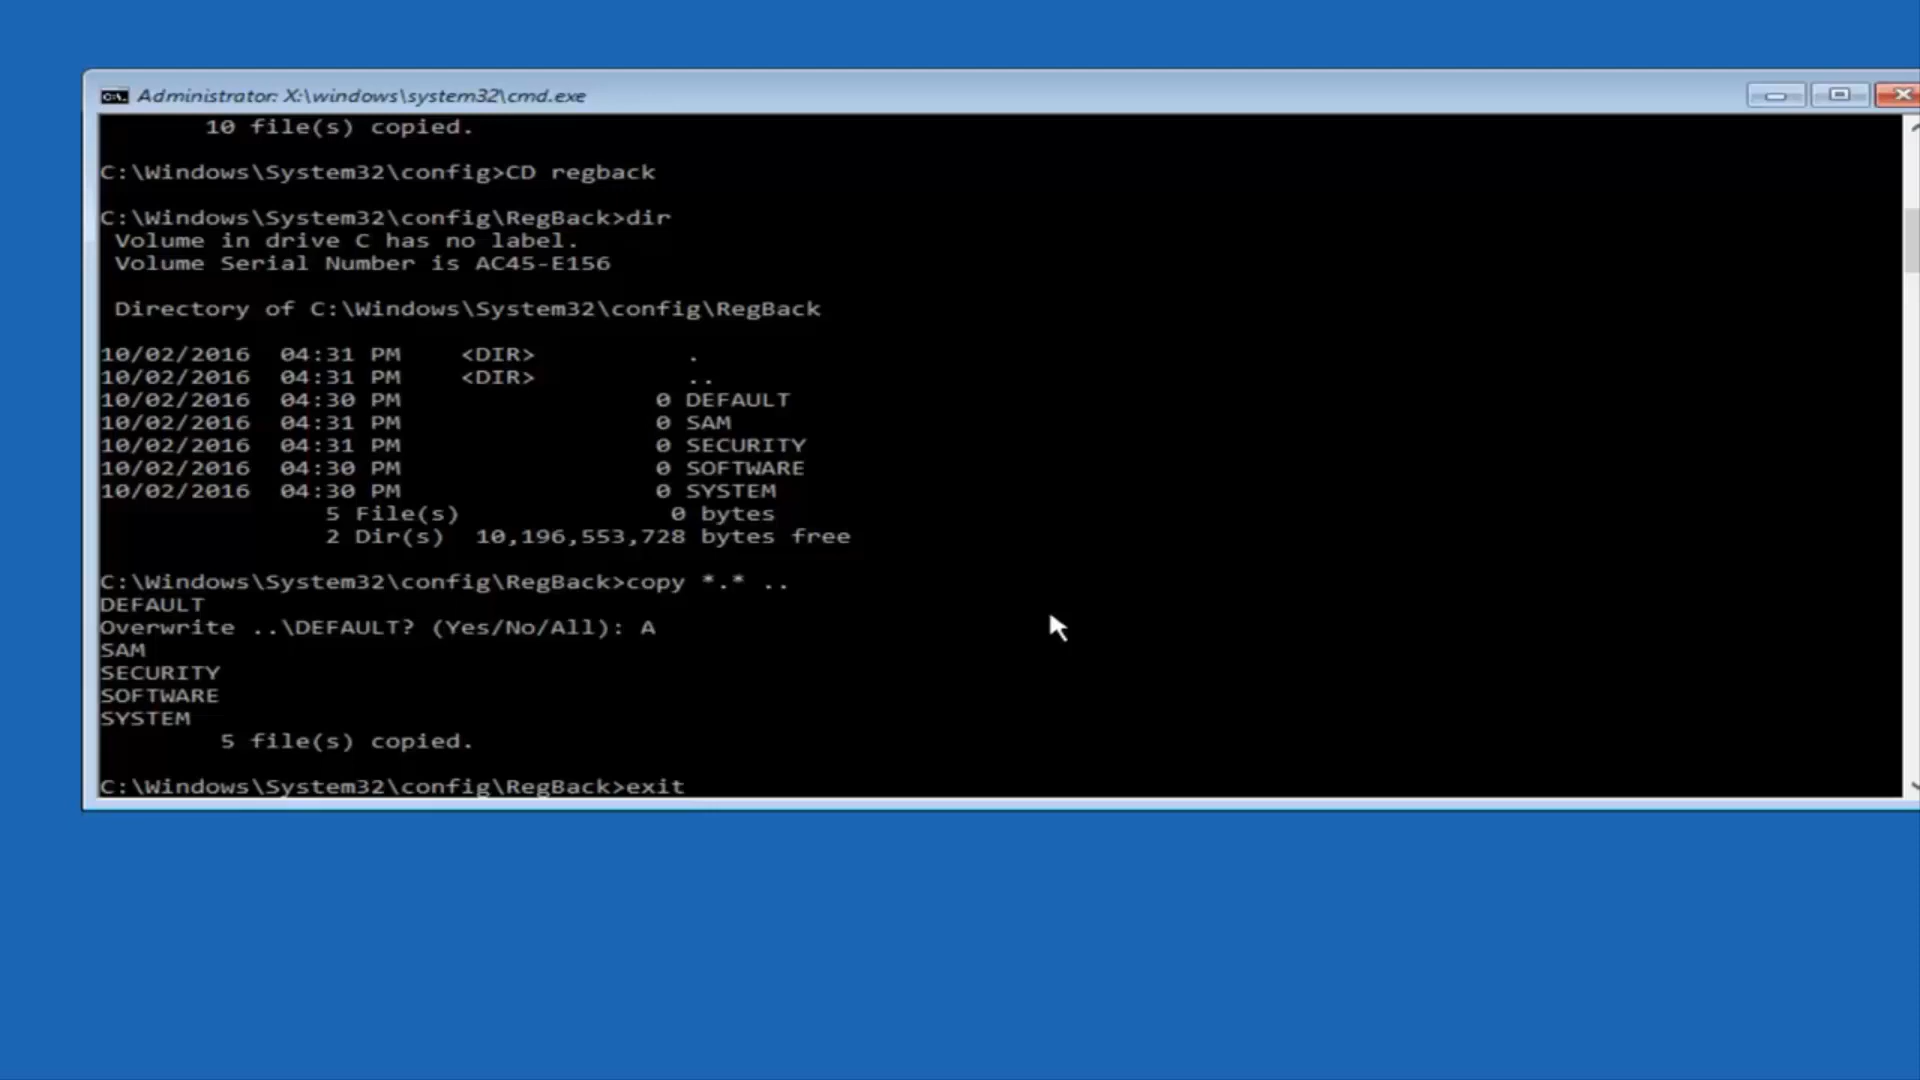 Administrator: X:\windows\system32\cmd.exe
10 file(s) copied.
C:\Windows\System32\config>CD regback
C:\Windows\System32\config\RegBack>dir
Volume in drive C has no label.
Volume Serial Number is AC45-E156
Directory of C:\Windows\System32\config\RegBack
10/02/2016  04:31 PM    <DIR>          .
10/02/2016  04:31 PM    <DIR>          ..
10/02/2016  04:30 PM                 0 DEFAULT
10/02/2016  04:31 PM                 0 SAM
10/02/2016  04:31 PM                 0 SECURITY
10/02/2016  04:30 PM                 0 SOFTWARE
10/02/2016  04:30 PM                 0 SYSTEM
5 File(s)              0 bytes
2 Dir(s)  10,196,553,728 bytes free
C:\Windows\System32\config\RegBack>copy *.* ..
DEFAULT
Overwrite ..\DEFAULT? (Yes/No/All): A
SAM
SECURITY
SOFTWARE
SYSTEM
5 file(s) copied.
C:\Windows\System32\config\RegBack>exit